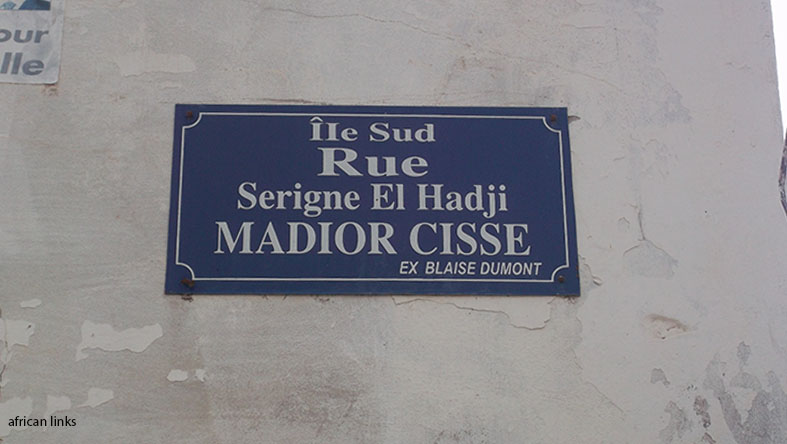 our
lle
Île Sud
Rue
Serigne El Hadji
MADIOR CISSE
EX BLAISE DUMONT
african links